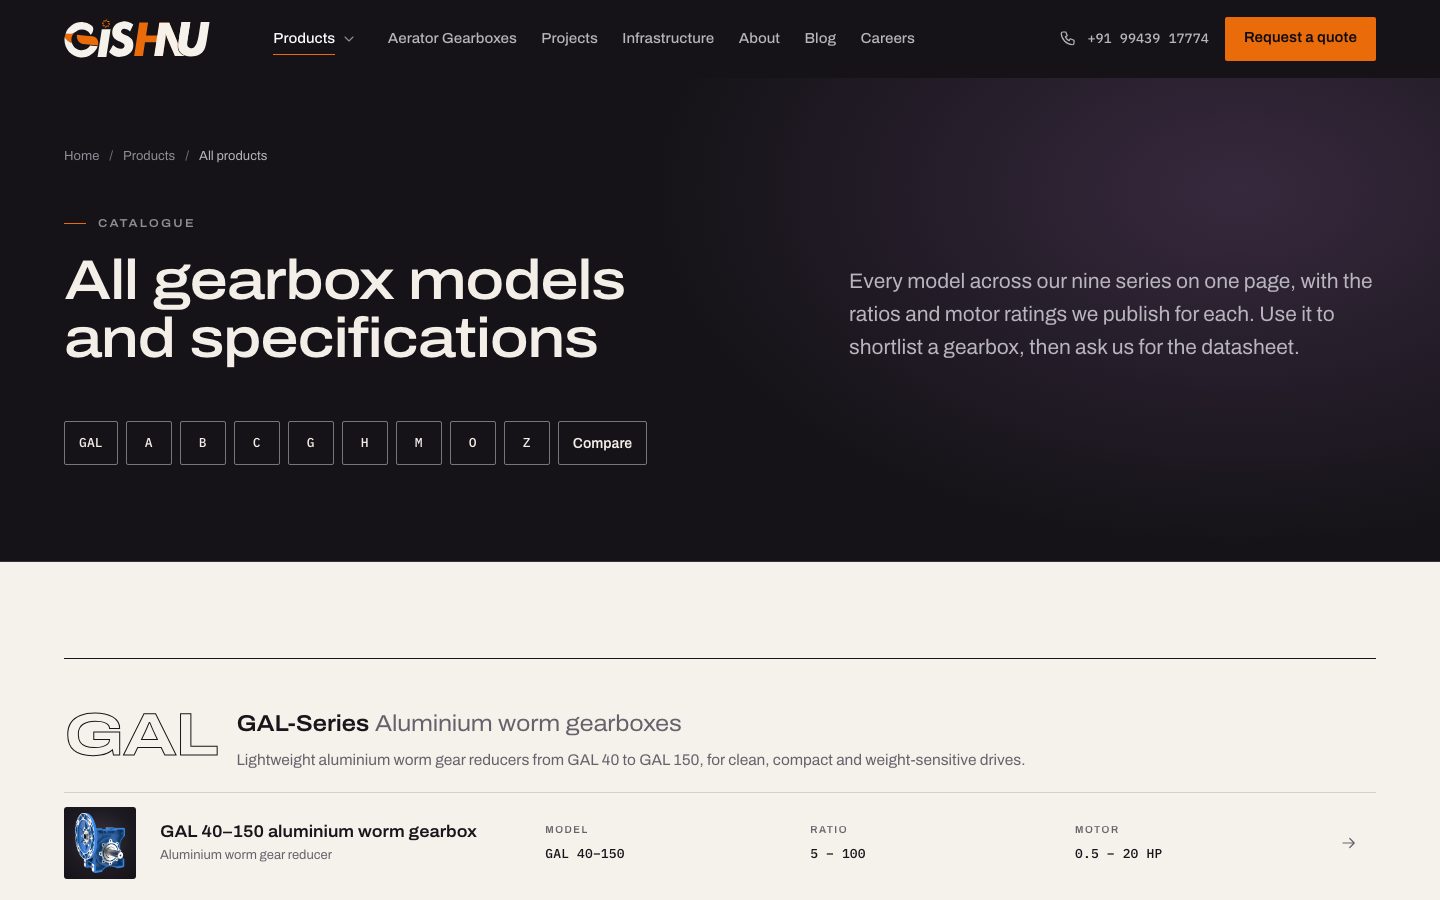 GiSHNU
Products
Aerator Gearboxes
Projects
Infrastructure
About
Blog
Careers
+91 99439 17774
Request a quote
Home / Products / All products
CATALOGUE
All gearbox models
and specifications
Every model across our nine series on one page, with the
ratios and motor ratings we publish for each. Use it to
shortlist a gearbox, then ask us for the datasheet.
GAL
A
B
C
G
H
M
O
Z
Compare
GAL
GAL-Series Aluminium worm gearboxes
Lightweight aluminium worm gear reducers from GAL 40 to GAL 150, for clean, compact and weight-sensitive drives.
GAL 40–150 aluminium worm gearbox
Aluminium worm gear reducer
MODEL
GAL 40–150
RATIO
5 – 100
MOTOR
0.5 – 20 HP